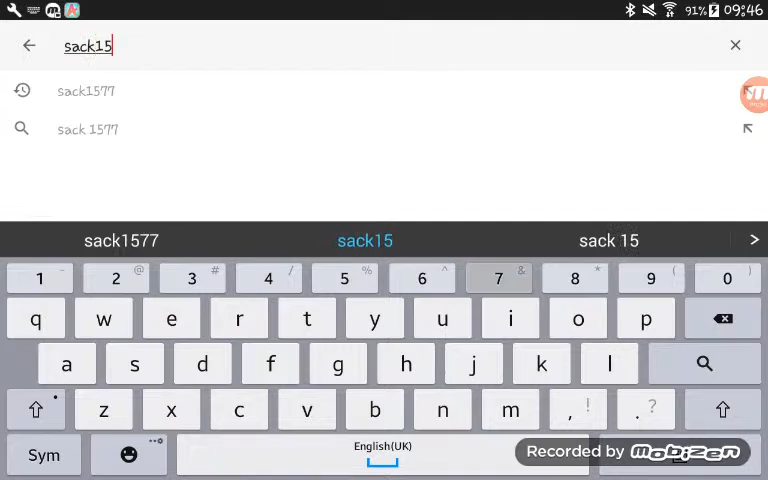 91% 09:46
sack15
sack1577
sack 1577
sack1577 sack15 sack 15 >
1 - 2 @ 3 # 4 / 5 % 6 ^ 7 & 8 * 9 ( 0 )
q w e r t y u i o p
a s d f g h j k l
z x c v b n m , ! . ?
Sym English(UK)
Recorded by mobizen